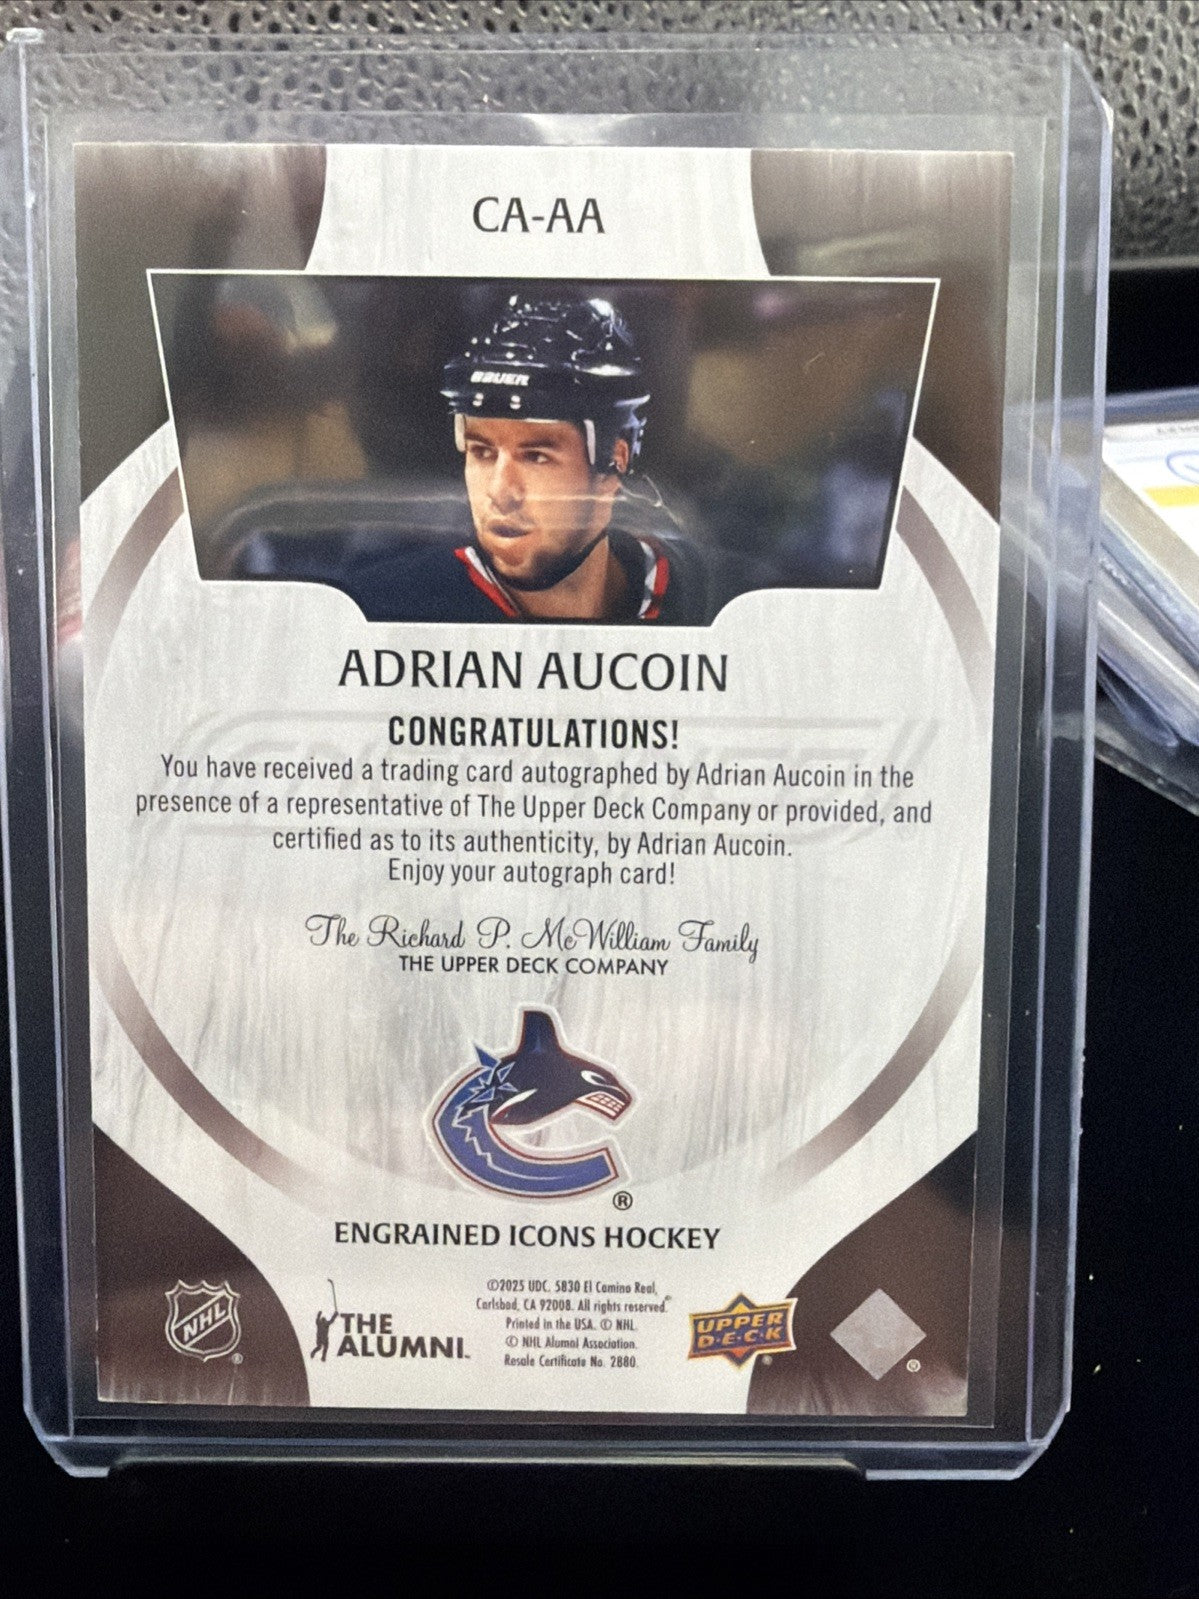 CA-AA
BAUER
ADRIAN AUCOIN
CONGRATULATIONS!
You have received a trading card autographed by Adrian Aucoin in the
presence of a representative of The Upper Deck Company or provided, and
certified as to its authenticity, by Adrian Aucoin.
Enjoy your autograph card!
The Richard P. McWilliam Family
THE UPPER DECK COMPANY
®
ENGRAINED ICONS HOCKEY
NHL ®
THE
ALUMNI
©2025 UDC. 5830 El Camino Real,
Carlsbad, CA 92008. All rights reserved.
Printed in the USA. © NHL.
© NHL Alumni Association.
Resale Certificate No. 2880.
UPPER
D·E·C·K ®
®